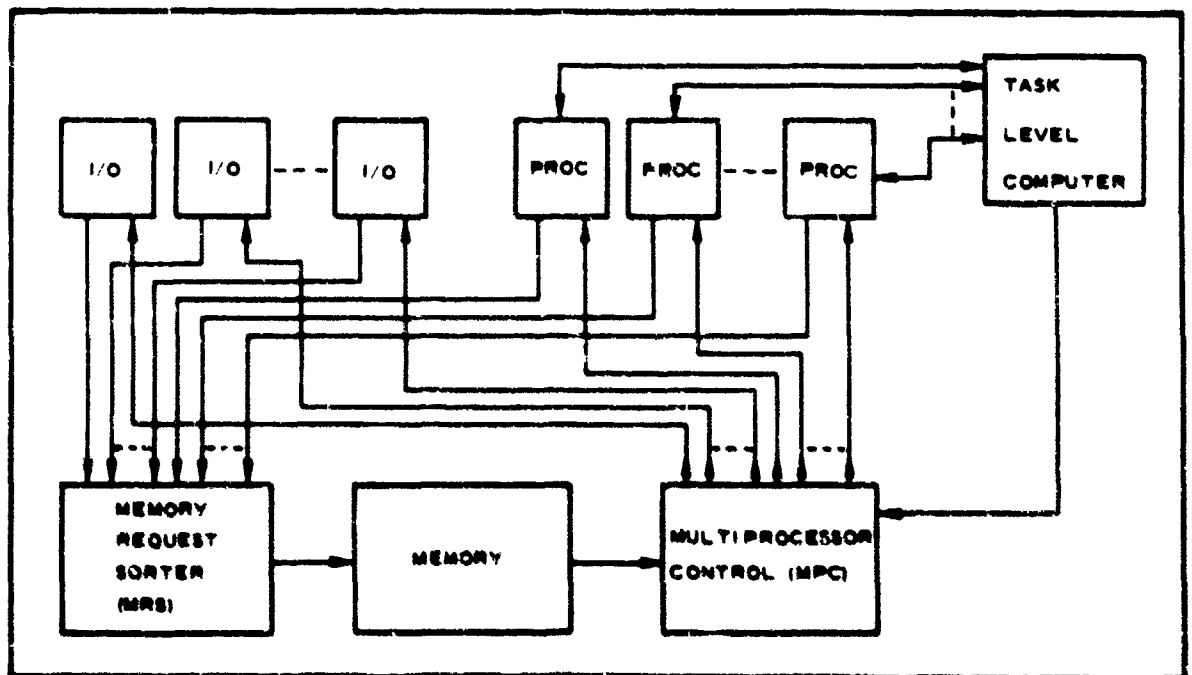 I/O
I/O
I/O
PROC
PROC
PROC
TASK
LEVEL
COMPUTER
MEMORY
REQUEST
SORTER
(MRS)
MEMORY
MULTIPROCESSOR
CONTROL (MPC)